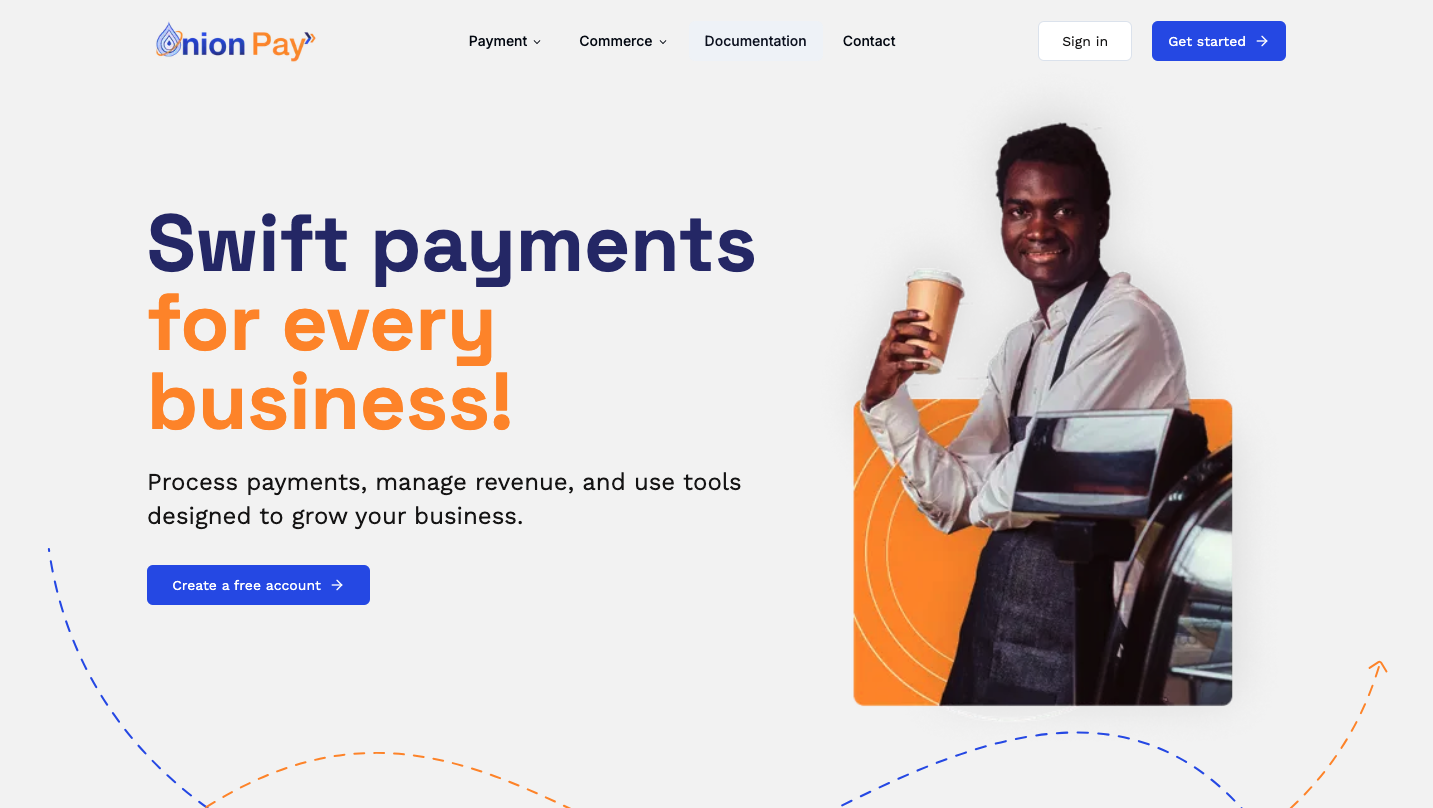 nion Pay
Payment
Commerce
Documentation
Contact
Sign in
Get started
Swift payments
for every
business!
Process payments, manage revenue, and use tools
designed to grow your business.
Create a free account